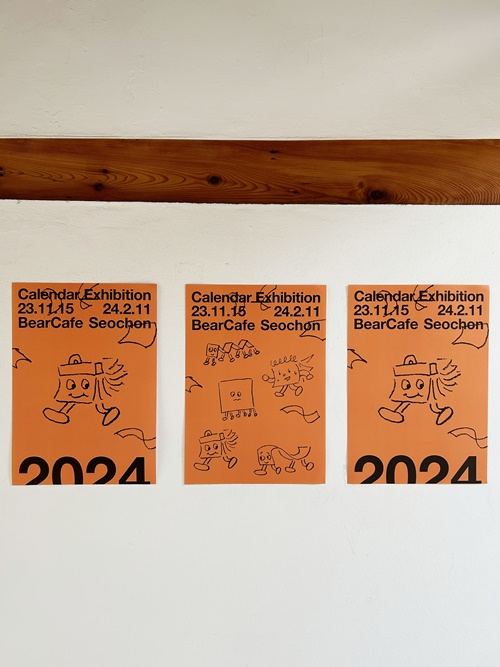 Calendar Exhibition
23.11.15 24.2.11
BearCafe Seochon
2024
Calendar Exhibition
23.11.15 24.2.11
BearCafe Seochon
Calendar Exhibition
23.11.15 24.2.11
BearCafe Seochon
2024